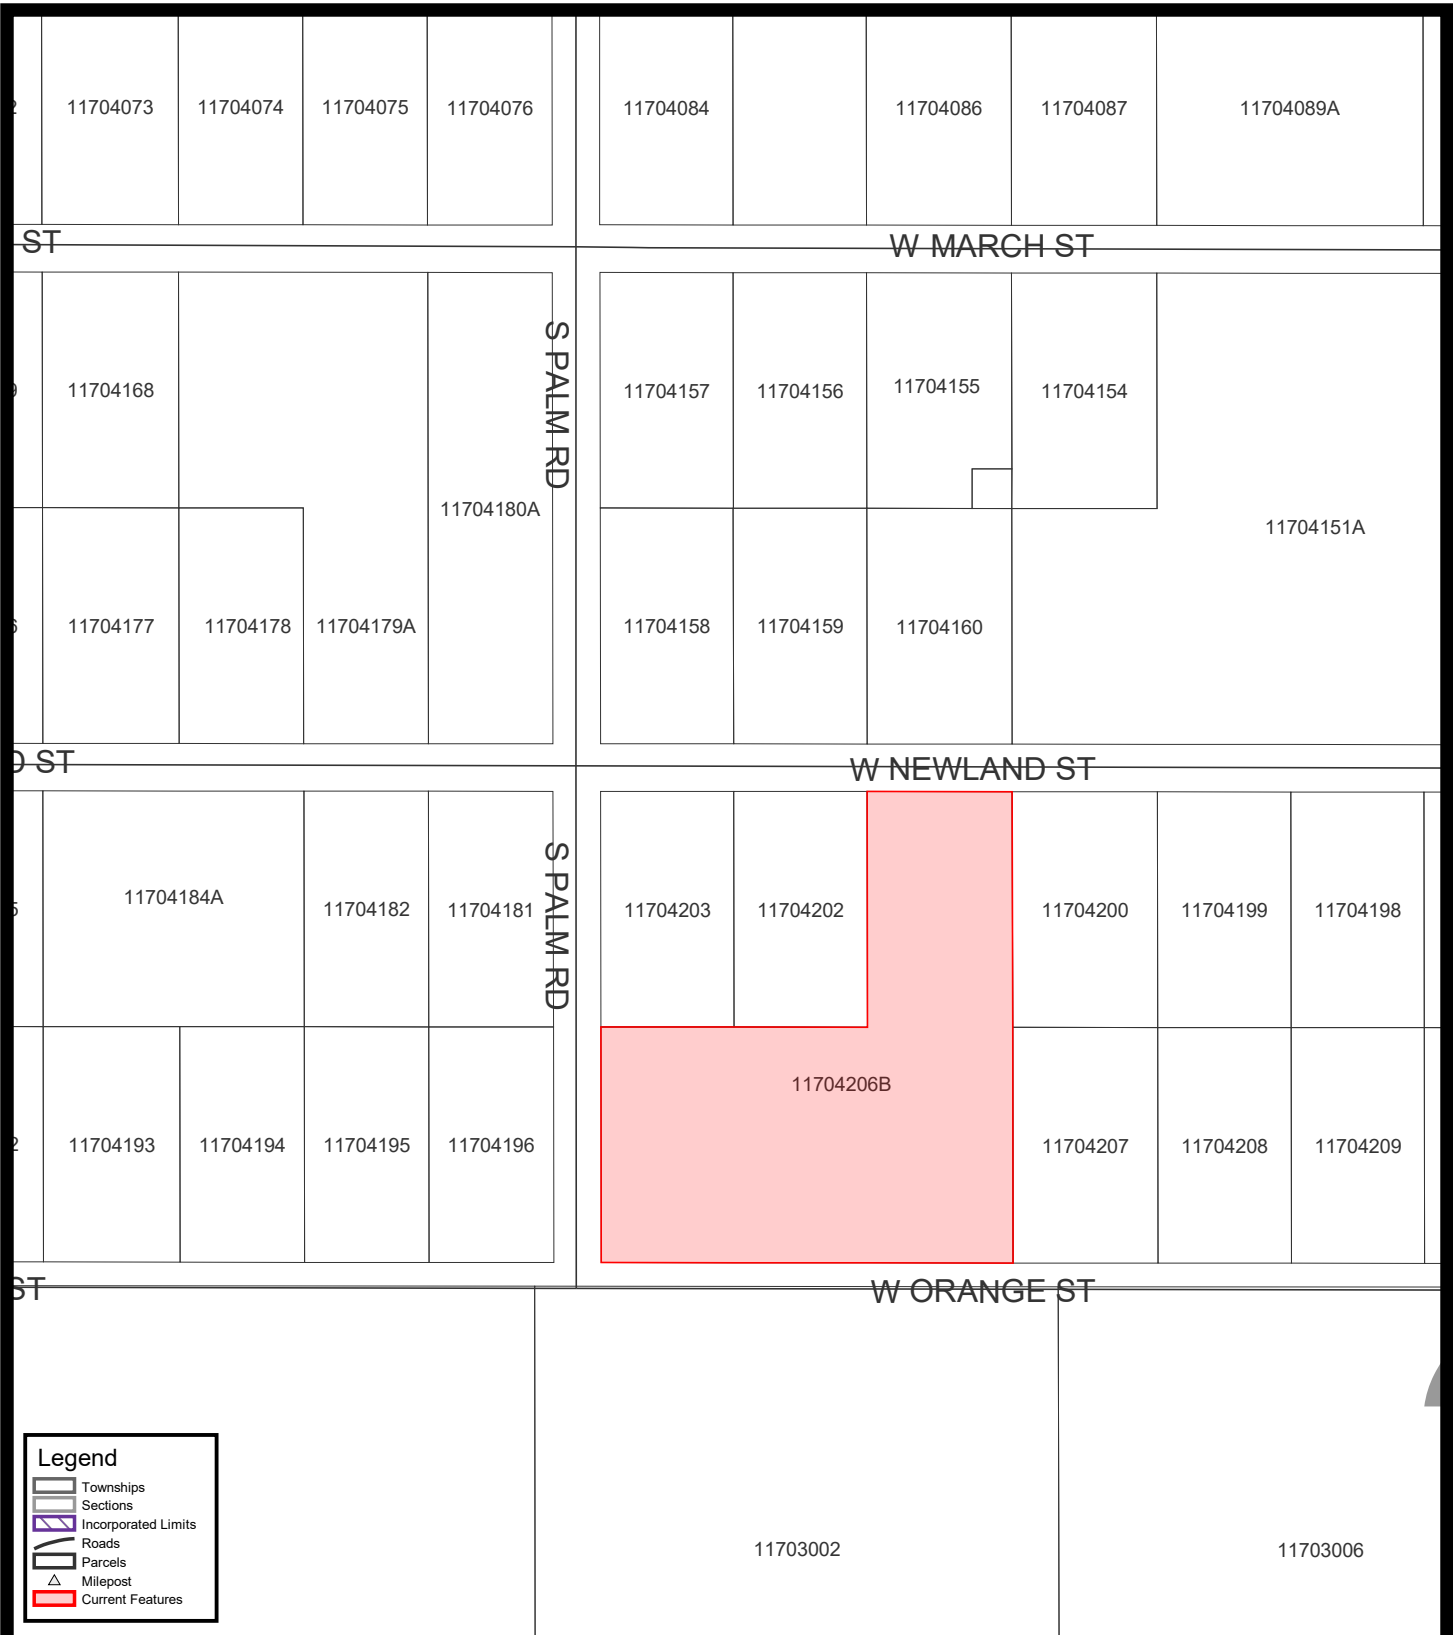 11704073 11704074 11704075 11704076 11704084 11704086 11704087 11704089A
ST W MARCH ST
11704168 S PALM RD 11704157 11704156 11704155 11704154
11704180A 11704151A
11704177 11704178 11704179A 11704158 11704159 11704160
ST W NEWLAND ST
11704184A 11704182 11704181 S PALM RD 11704203 11704202 11704200 11704199 11704198
11704206B
11704193 11704194 11704195 11704196 11704207 11704208 11704209
ST W ORANGE ST
11703002 11703006
Legend
Townships
Sections
Incorporated Limits
Roads
Parcels
Milepost
Current Features